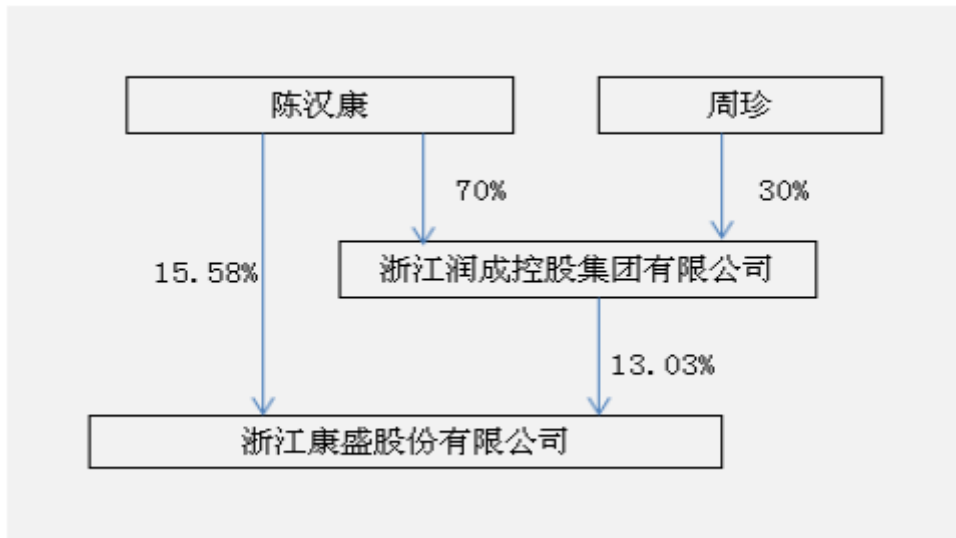 陈汉康
周珍
70%
30%
15.58%
浙江润成控股集团有限公司
13.03%
浙江康盛股份有限公司